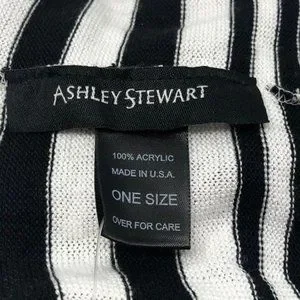 ASHLEY STEWART
100% ACRYLIC
MADE IN U.S.A.
ONE SIZE
OVER FOR CARE